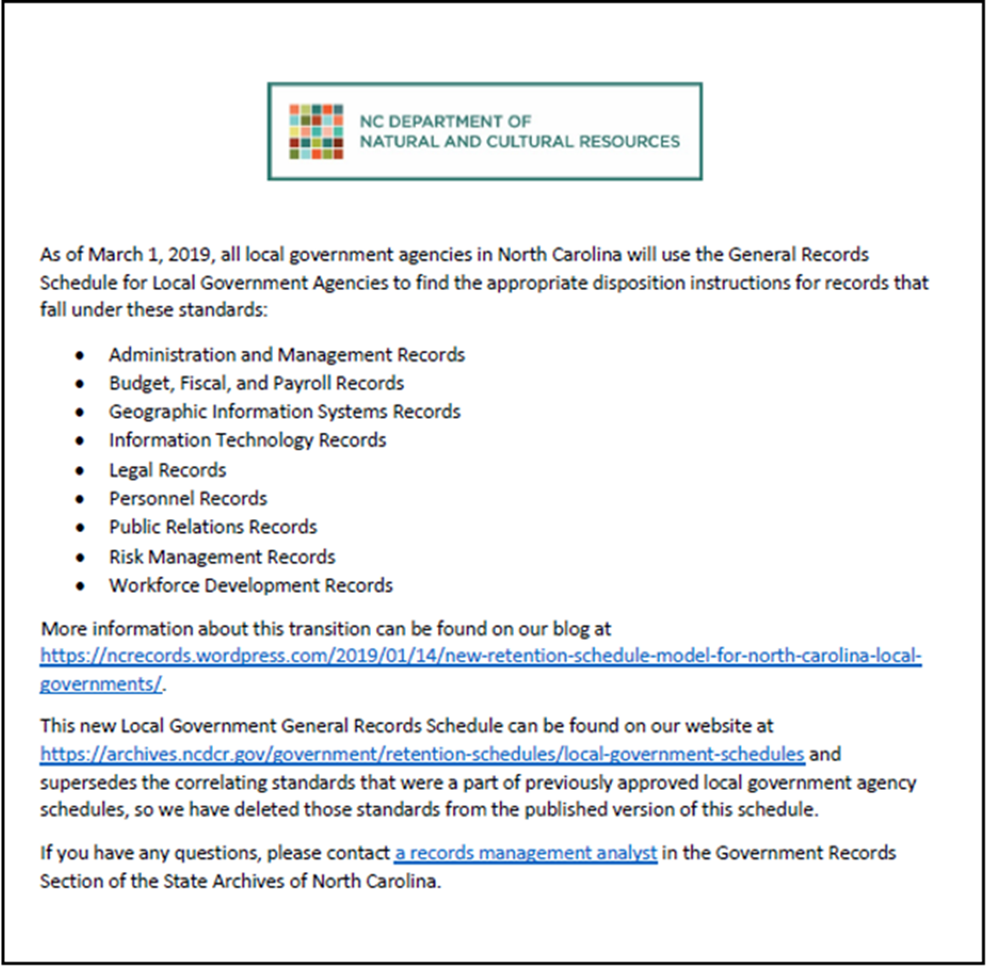 NC DEPARTMENT OF
NATURAL AND CULTURAL RESOURCES
As of March 1, 2019, all local government agencies in North Carolina will use the General Records
Schedule for Local Government Agencies to find the appropriate disposition instructions for records that
fall under these standards:
• Administration and Management Records
• Budget, Fiscal, and Payroll Records
• Geographic Information Systems Records
• Information Technology Records
• Legal Records
• Personnel Records
• Public Relations Records
• Risk Management Records
• Workforce Development Records
More information about this transition can be found on our blog at
https://ncrecords.wordpress.com/2019/01/14/new-retention-schedule-model-for-north-carolina-local-
governments/.
This new Local Government General Records Schedule can be found on our website at
https://archives.ncdcr.gov/government/retention-schedules/local-government-schedules and
supersedes the correlating standards that were a part of previously approved local government agency
schedules, so we have deleted those standards from the published version of this schedule.
If you have any questions, please contact a records management analyst in the Government Records
Section of the State Archives of North Carolina.